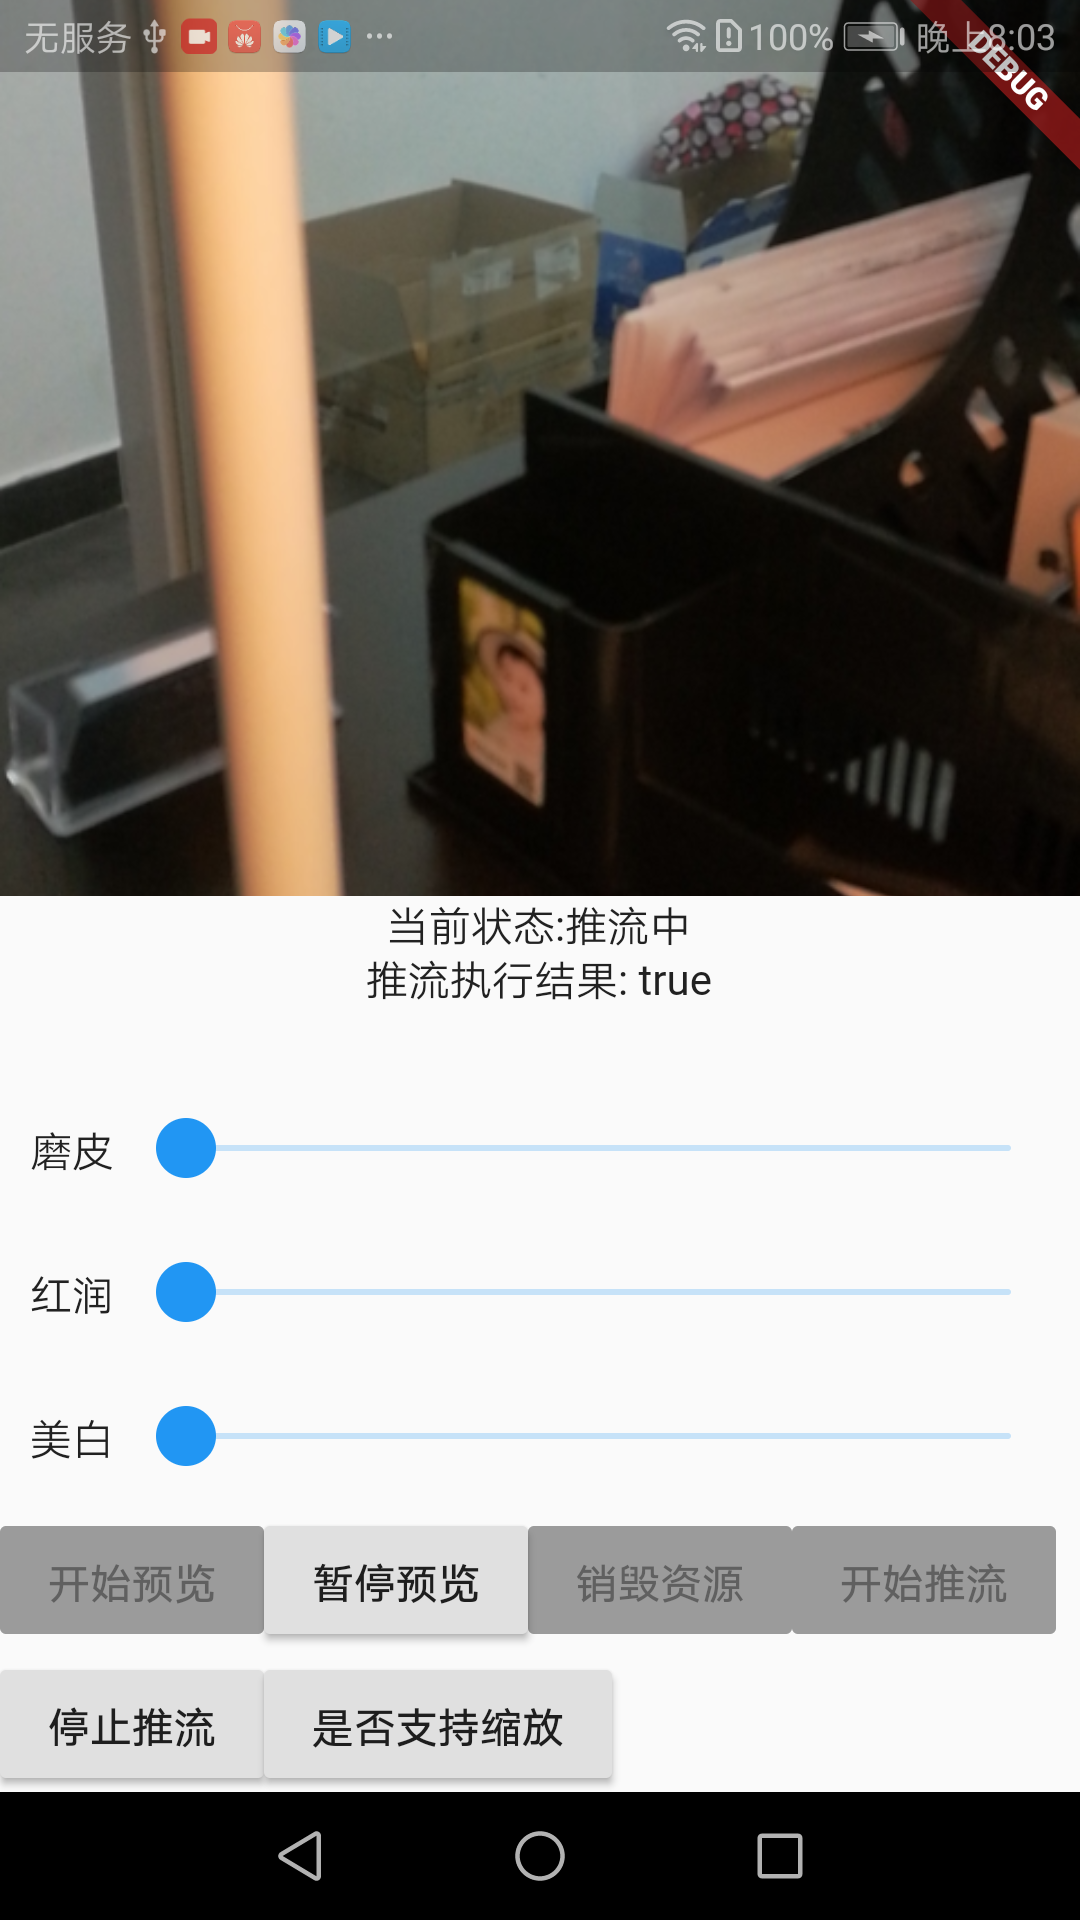 无服务 100% 晚上8:03
DEBUG
当前状态:推流中
推流执行结果: true
磨皮
红润
美白
开始预览 暂停预览 销毁资源 开始推流
停止推流 是否支持缩放